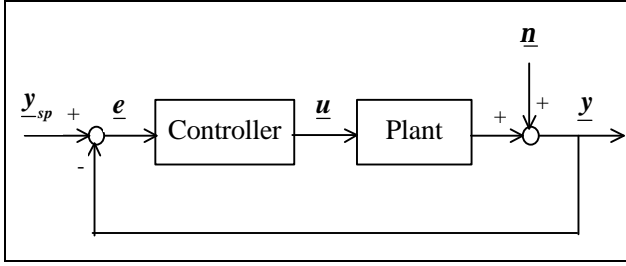 n
y_sp + e Controller u Plant + + y
-